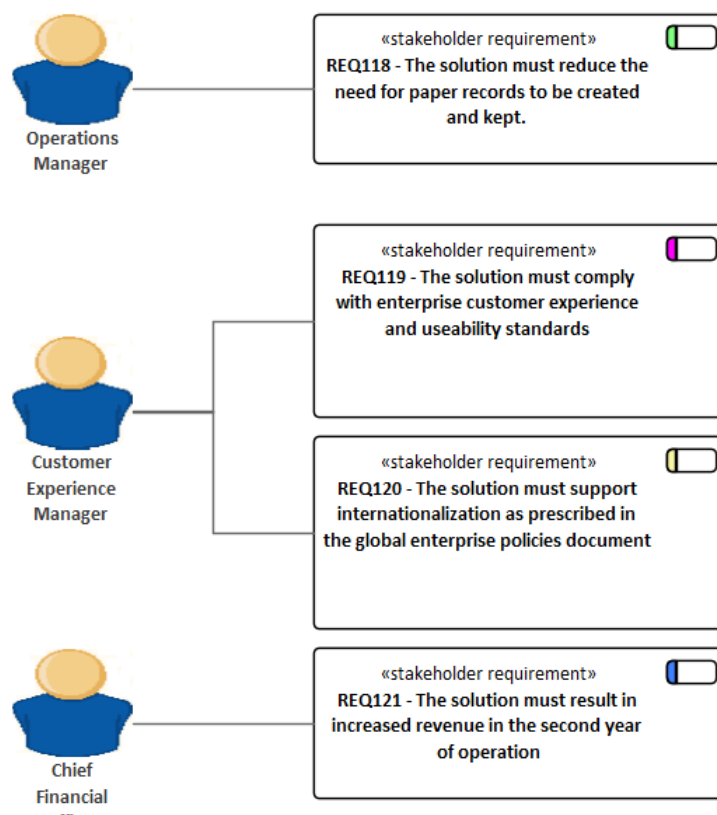 «stakeholder requirement»
REQ118 - The solution must reduce the
need for paper records to be created
and kept.
Operations
Manager
«stakeholder requirement»
REQ119 - The solution must comply
with enterprise customer experience
and useability standards
Customer
Experience
Manager
«stakeholder requirement»
REQ120 - The solution must support
internationalization as prescribed in
the global enterprise policies document
«stakeholder requirement»
REQ121 - The solution must result in
increased revenue in the second year
of operation
Chief
Financial